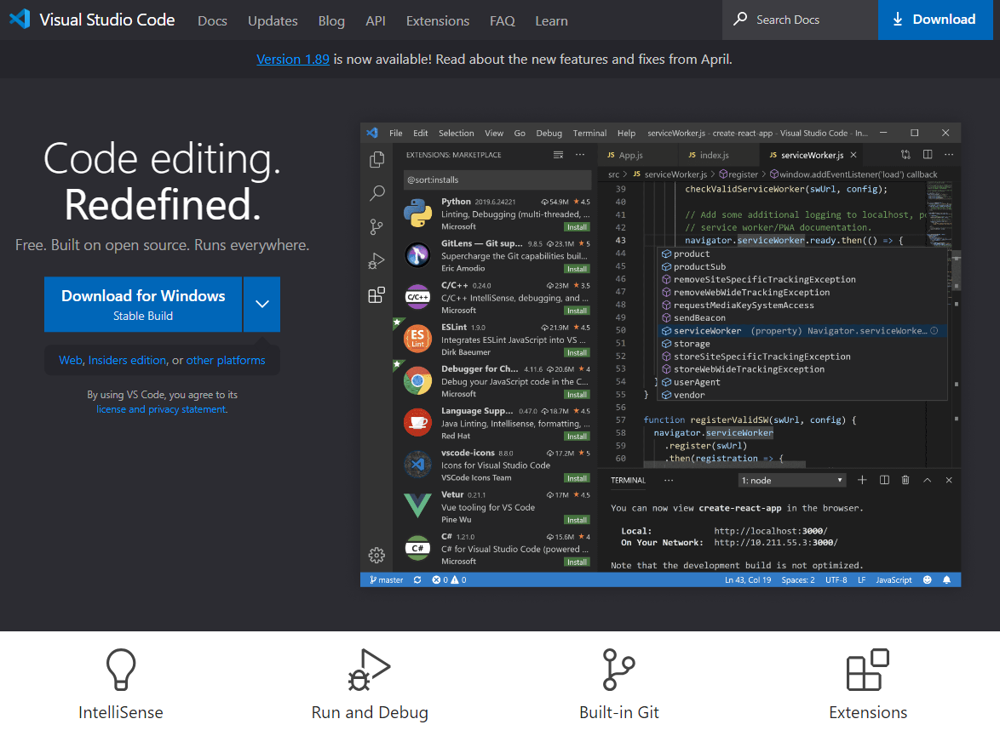 Visual Studio Code Docs Updates Blog API Extensions FAQ Learn Search Docs Download
Version 1.89 is now available! Read about the new features and fixes from April.
Code editing.
Redefined.
Free. Built on open source. Runs everywhere.
Download for Windows
Stable Build
Web, Insiders edition, or other platforms
By using VS Code, you agree to its
license and privacy statement.
File Edit Selection View Go Debug Terminal Help serviceWorker.js - create-react-app - Visual Studio Code - In...
EXTENSIONS: MARKETPLACE
@sort:installs
Python 2019.6.24221 54.9M 4.5
Linting, Debugging (multi-threaded, ...
Microsoft Install
GitLens — Git sup... 9.8.5 23.1M 5
Supercharge the Git capabilities buil...
Eric Amodio Install
C/C++ C/C++ 0.24.0 23M 3.5
C/C++ IntelliSense, debugging, and ...
Microsoft Install
ES Lint
ESLint 1.9.0 21.9M 4.5
Integrates ESLint JavaScript into VS ...
Dirk Baeumer Install
Debugger for Ch... 4.11.6 20.6M 4
Debug your JavaScript code in the C...
Microsoft Install
Language Supp... 0.47.0 18.7M 4.5
Java Linting, Intellisense, formatting, ...
Red Hat Install
vscode-icons 8.8.0 17.2M 5
Icons for Visual Studio Code
VSCode Icons Team Install
Vetur 0.21.1 17M 4.5
Vue tooling for VS Code
Pine Wu Install
C# C# 1.21.0 15.6M 4
C# for Visual Studio Code (powered ...
Microsoft Install
JS App.js JS index.js JS serviceWorker.js
src > JS serviceWorker.js > register > window.addEventListener('load') callback
39 checkValidServiceWorker(swUrl, config);
40
41 // Add some additional logging to localhost, po
42 // service worker/PWA documentation.
43 navigator.serviceWorker.ready.then(() => {
44 product
45 productSub
46 removeSiteSpecificTrackingException
47 removeWebWideTrackingException
48 requestMediaKeySystemAccess
49 sendBeacon
50 serviceWorker (property) Navigator.serviceWorke...
51 storage
52 storeSiteSpecificTrackingException
53 storeWebWideTrackingException
54 } userAgent
55 } vendor
56
57 function registerValidSW(swUrl, config) {
58 navigator.serviceWorker
59 .register(swUrl)
60 .then(registration => {
TERMINAL ... 1: node
You can now view create-react-app in the browser.
Local: http://localhost:3000/
On Your Network: http://10.211.55.3:3000/
Note that the development build is not optimized.
master 0 0 Ln 43, Col 19 Spaces: 2 UTF-8 LF JavaScript
IntelliSense Run and Debug Built-in Git Extensions